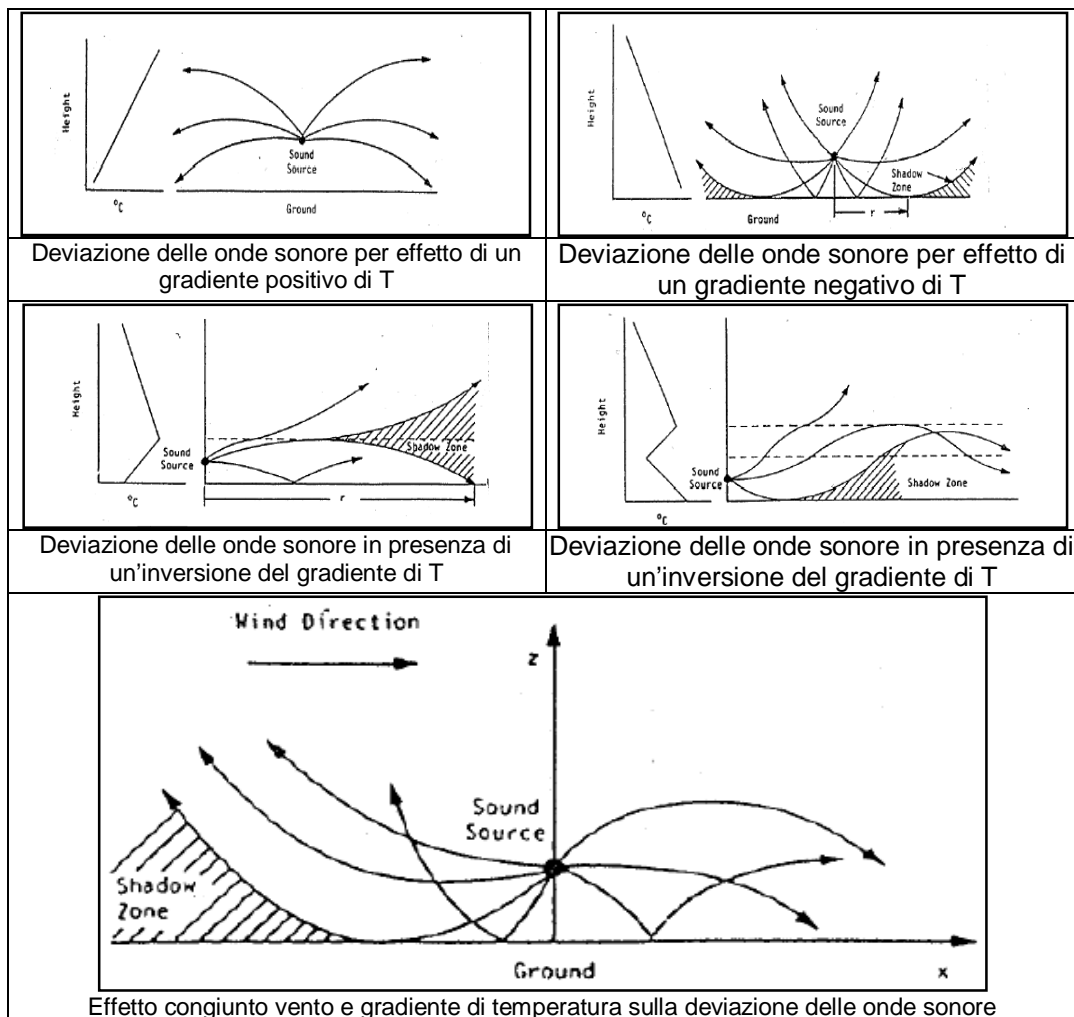 Height
Sound
Source
°C
Ground
Deviazione delle onde sonore per effetto di un
gradiente positivo di T
Height
Sound
Source
Shadow
Zone
°C
Ground
r
Deviazione delle onde sonore per effetto di
un gradiente negativo di T
Height
Sound
Source
Shadow Zone
°C
r
Deviazione delle onde sonore in presenza di
un'inversione del gradiente di T
Height
Sound
Source
Shadow Zone
°C
Deviazione delle onde sonore in presenza di
un'inversione del gradiente di T
Wind Direction
z
Sound
Source
Shadow
Zone
Ground
x
Effetto congiunto vento e gradiente di temperatura sulla deviazione delle onde sonore